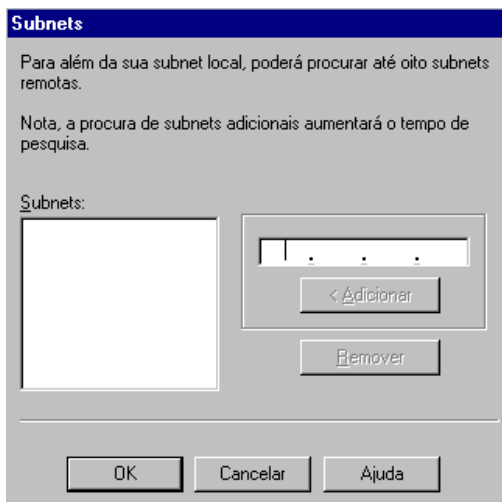 Subnets
Para além da sua subnet local, poderá procurar até oito subnets
remotas.
Nota, a procura de subnets adicionais aumentará o tempo de
pesquisa.
Subnets:
. . .
< Adicionar
Remover
OK
Cancelar
Ajuda